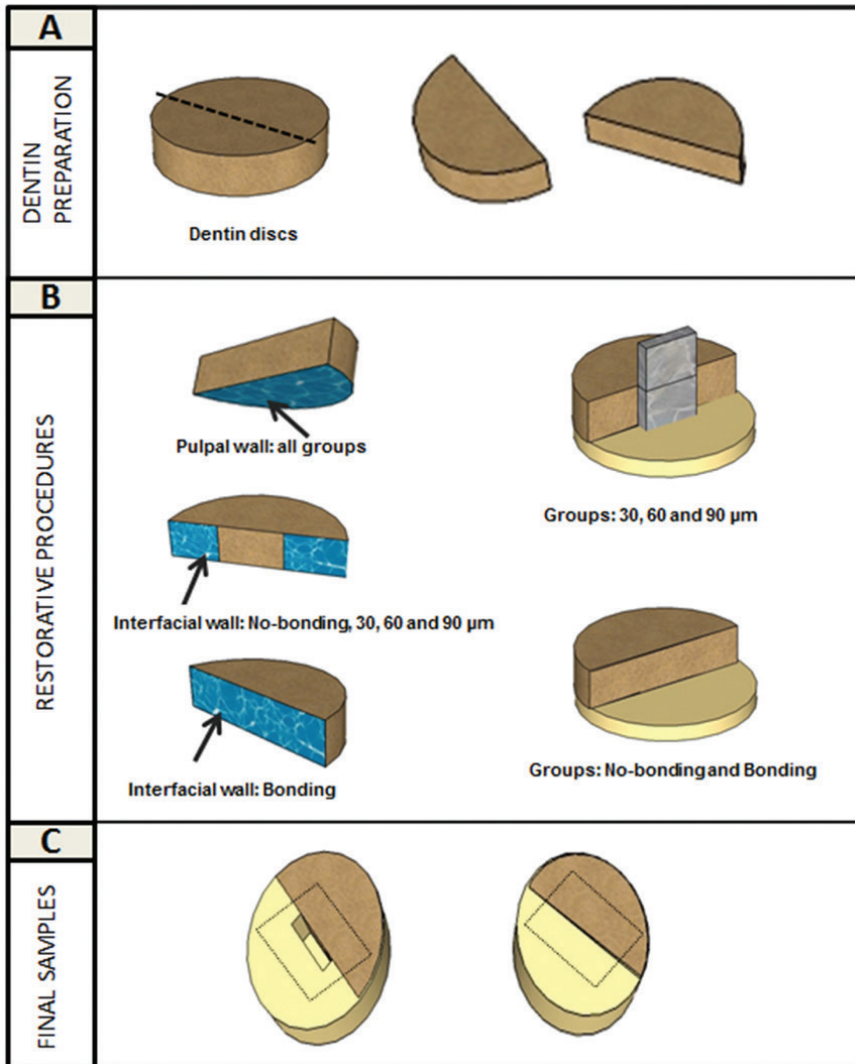 A
DENTIN
PREPARATION
Dentin discs
B
RESTORATIVE PROCEDURES
Pulpal wall: all groups
Groups: 30, 60 and 90 µm
Interfacial wall: No-bonding, 30, 60 and 90 µm
Interfacial wall: Bonding
Groups: No-bonding and Bonding
C
FINAL SAMPLES